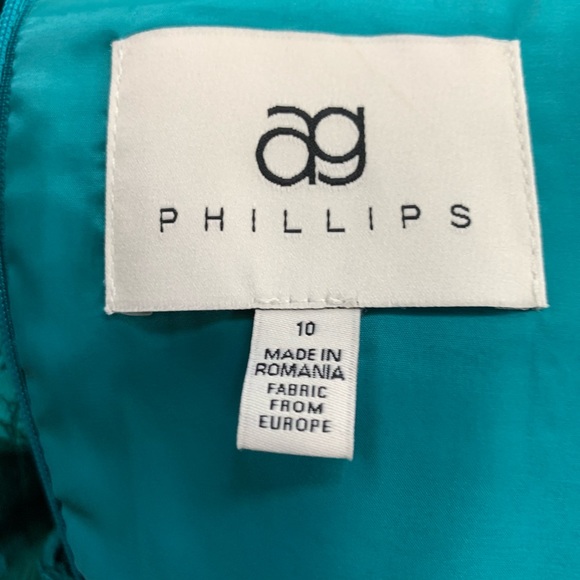 ag
PHILLIPS
10
MADE IN
ROMANIA
FABRIC
FROM
EUROPE